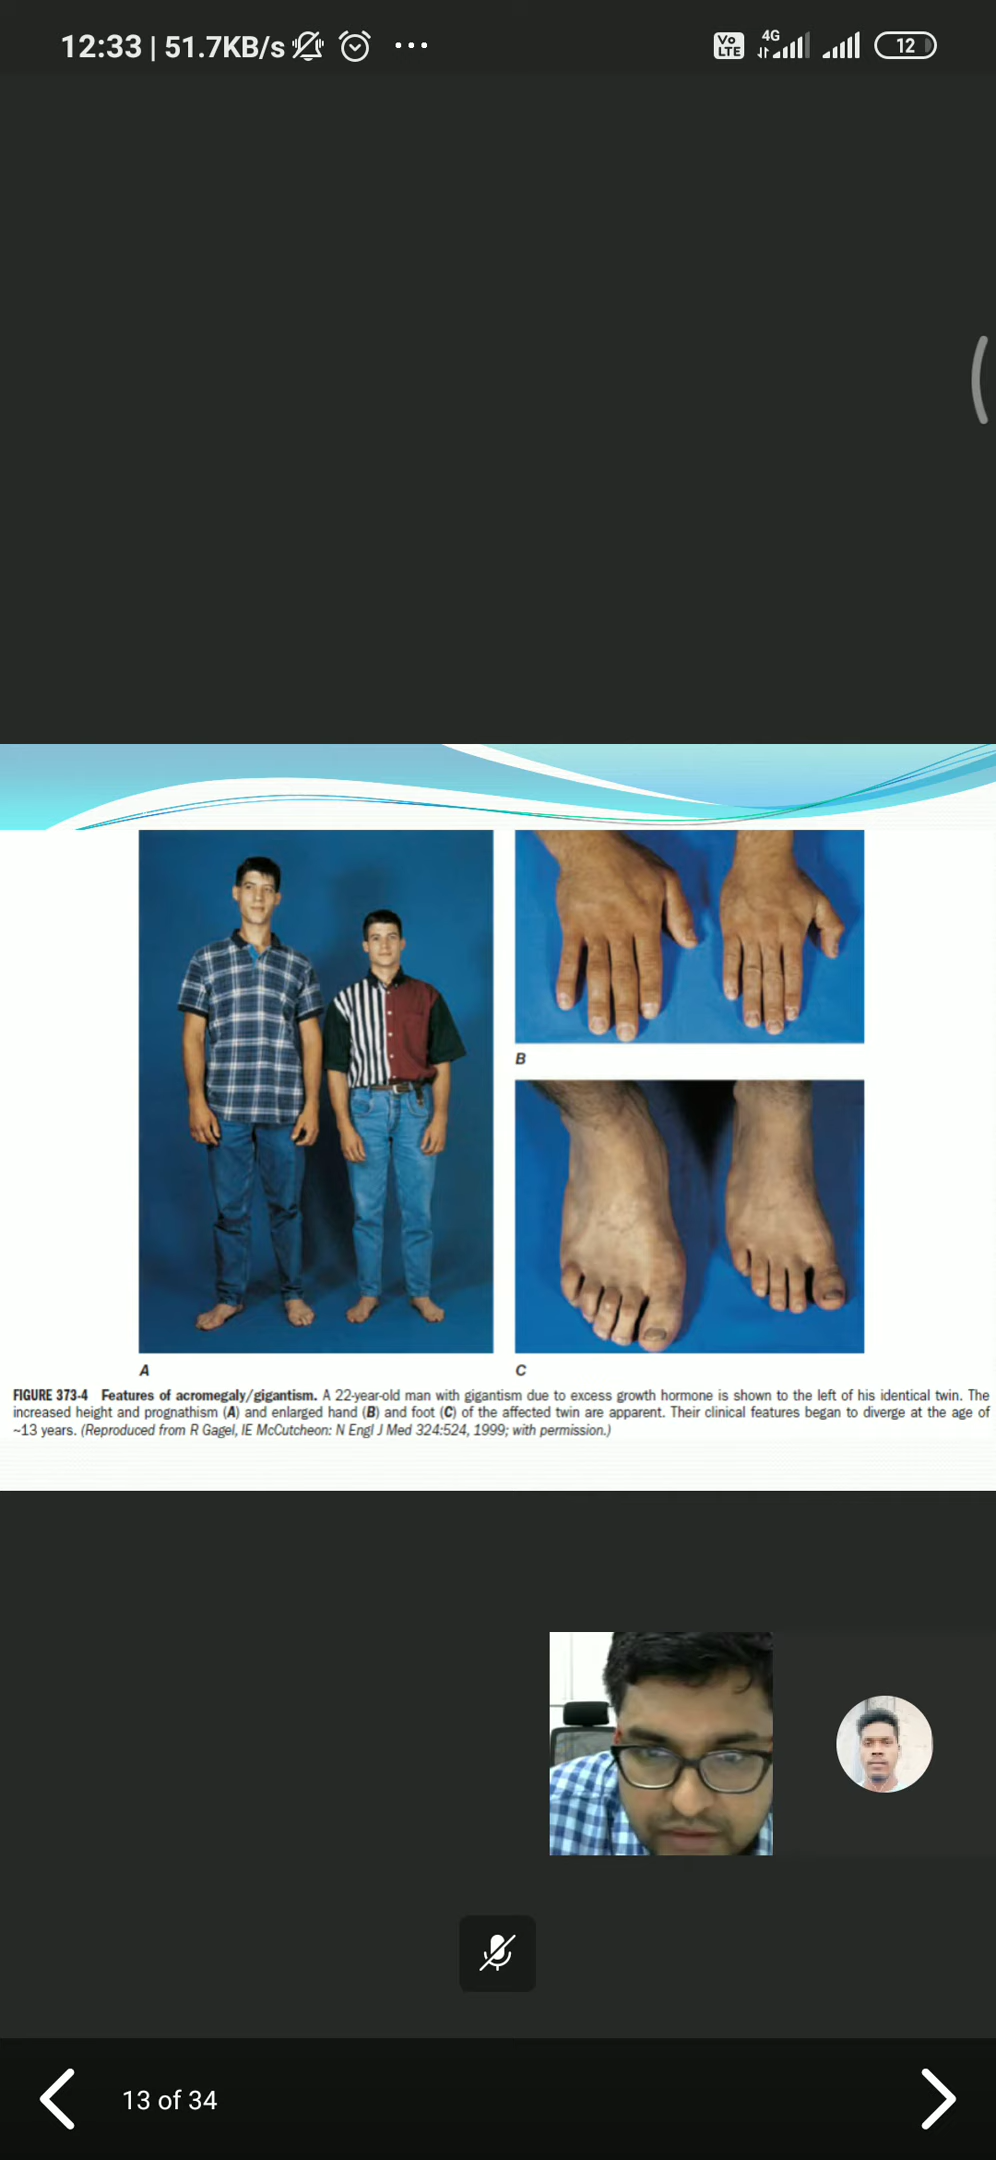 12:33 | 51.7KB/s
Vo LTE
4G
12
B
A
C
FIGURE 373-4 Features of acromegaly/gigantism. A 22-year-old man with gigantism due to excess growth hormone is shown to the left of his identical twin. The
increased height and prognathism (A) and enlarged hand (B) and foot (C) of the affected twin are apparent. Their clinical features began to diverge at the age of
~13 years. (Reproduced from R Gagel, IE McCutcheon: N Engl J Med 324:524, 1999; with permission.)
13 of 34